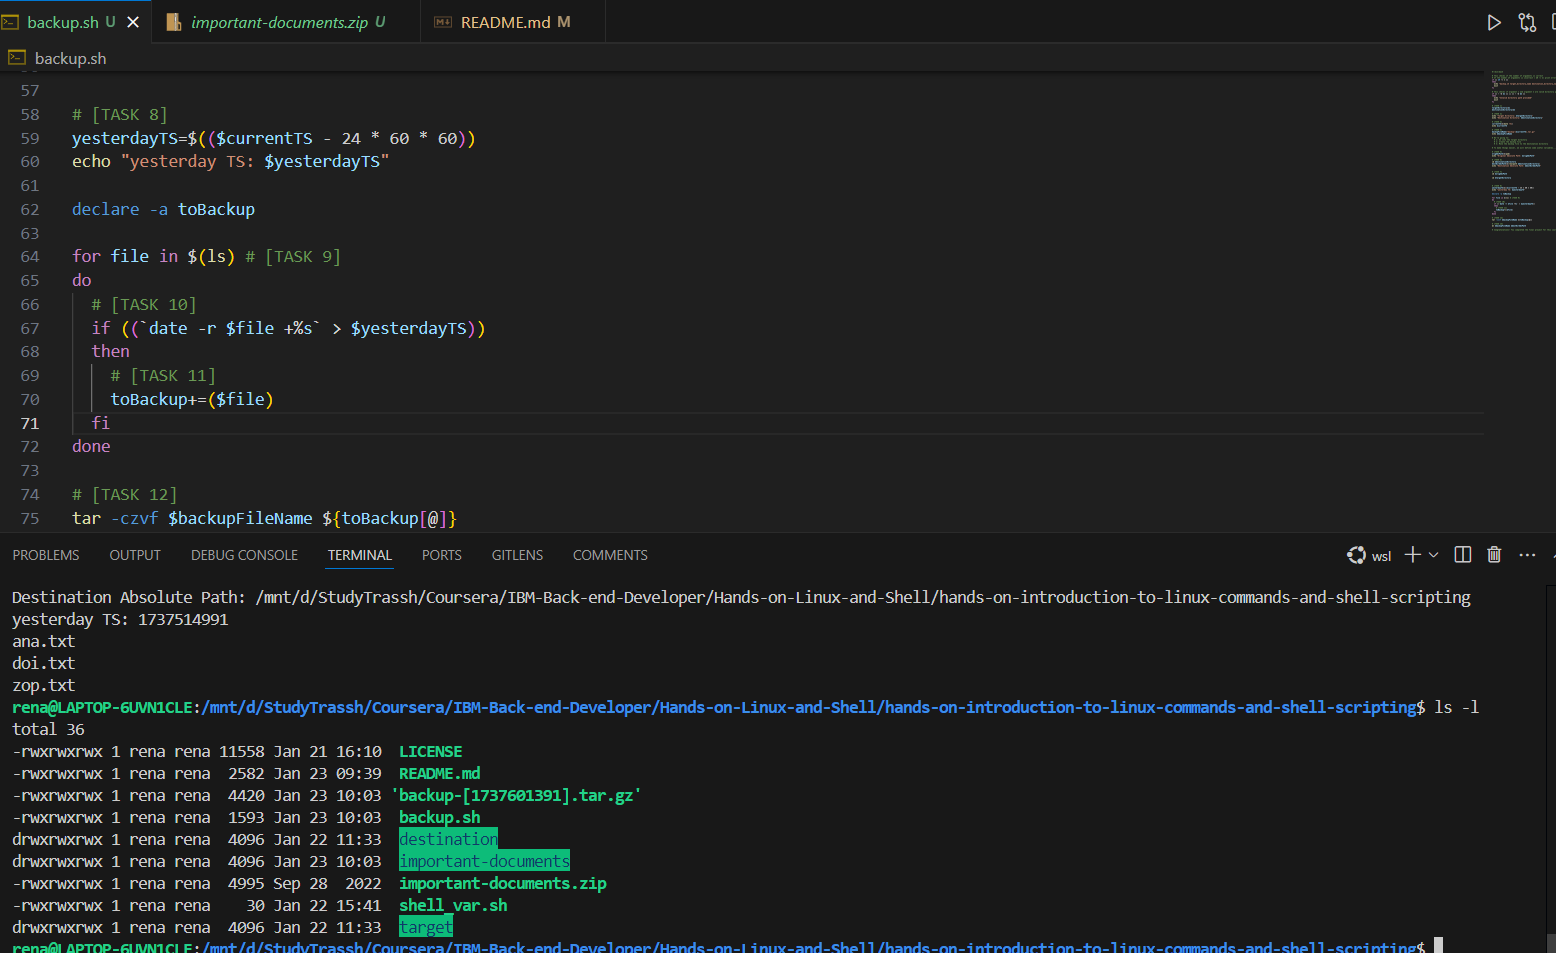 backup.sh U
important-documents.zip U
README.md M
backup.sh
57
58 # [TASK 8]
59 yesterdayTS=$(($currentTS - 24 * 60 * 60))
60 echo "yesterday TS: $yesterdayTS"
61
62 declare -a toBackup
63
64 for file in $(ls) # [TASK 9]
65 do
66 # [TASK 10]
67 if ((`date -r $file +%s` > $yesterdayTS))
68 then
69 # [TASK 11]
70 toBackup+=($file)
71 fi
72 done
73
74 # [TASK 12]
75 tar -czvf $backupFileName ${toBackup[@]}
PROBLEMS OUTPUT DEBUG CONSOLE TERMINAL PORTS GITLENS COMMENTS wsl
Destination Absolute Path: /mnt/d/StudyTrassh/Coursera/IBM-Back-end-Developer/Hands-on-Linux-and-Shell/hands-on-introduction-to-linux-commands-and-shell-scripting
yesterday TS: 1737514991
ana.txt
doi.txt
zop.txt
rena@LAPTOP-6UVN1CLE:/mnt/d/StudyTrassh/Coursera/IBM-Back-end-Developer/Hands-on-Linux-and-Shell/hands-on-introduction-to-linux-commands-and-shell-scripting$ ls -l
total 36
-rwxrwxrwx 1 rena rena 11558 Jan 21 16:10 LICENSE
-rwxrwxrwx 1 rena rena 2582 Jan 23 09:39 README.md
-rwxrwxrwx 1 rena rena 4420 Jan 23 10:03 'backup-[1737601391].tar.gz'
-rwxrwxrwx 1 rena rena 1593 Jan 23 10:03 backup.sh
drwxrwxrwx 1 rena rena 4096 Jan 22 11:33 destination
drwxrwxrwx 1 rena rena 4096 Jan 23 10:03 important-documents
-rwxrwxrwx 1 rena rena 4995 Sep 28 2022 important-documents.zip
-rwxrwxrwx 1 rena rena 30 Jan 22 15:41 shell_var.sh
drwxrwxrwx 1 rena rena 4096 Jan 22 11:33 target
rena@LAPTOP-6UVN1CLE:/mnt/d/StudyTrassh/Coursera/IBM-Back-end-Developer/Hands-on-Linux-and-Shell/hands-on-introduction-to-linux-commands-and-shell-scripting$